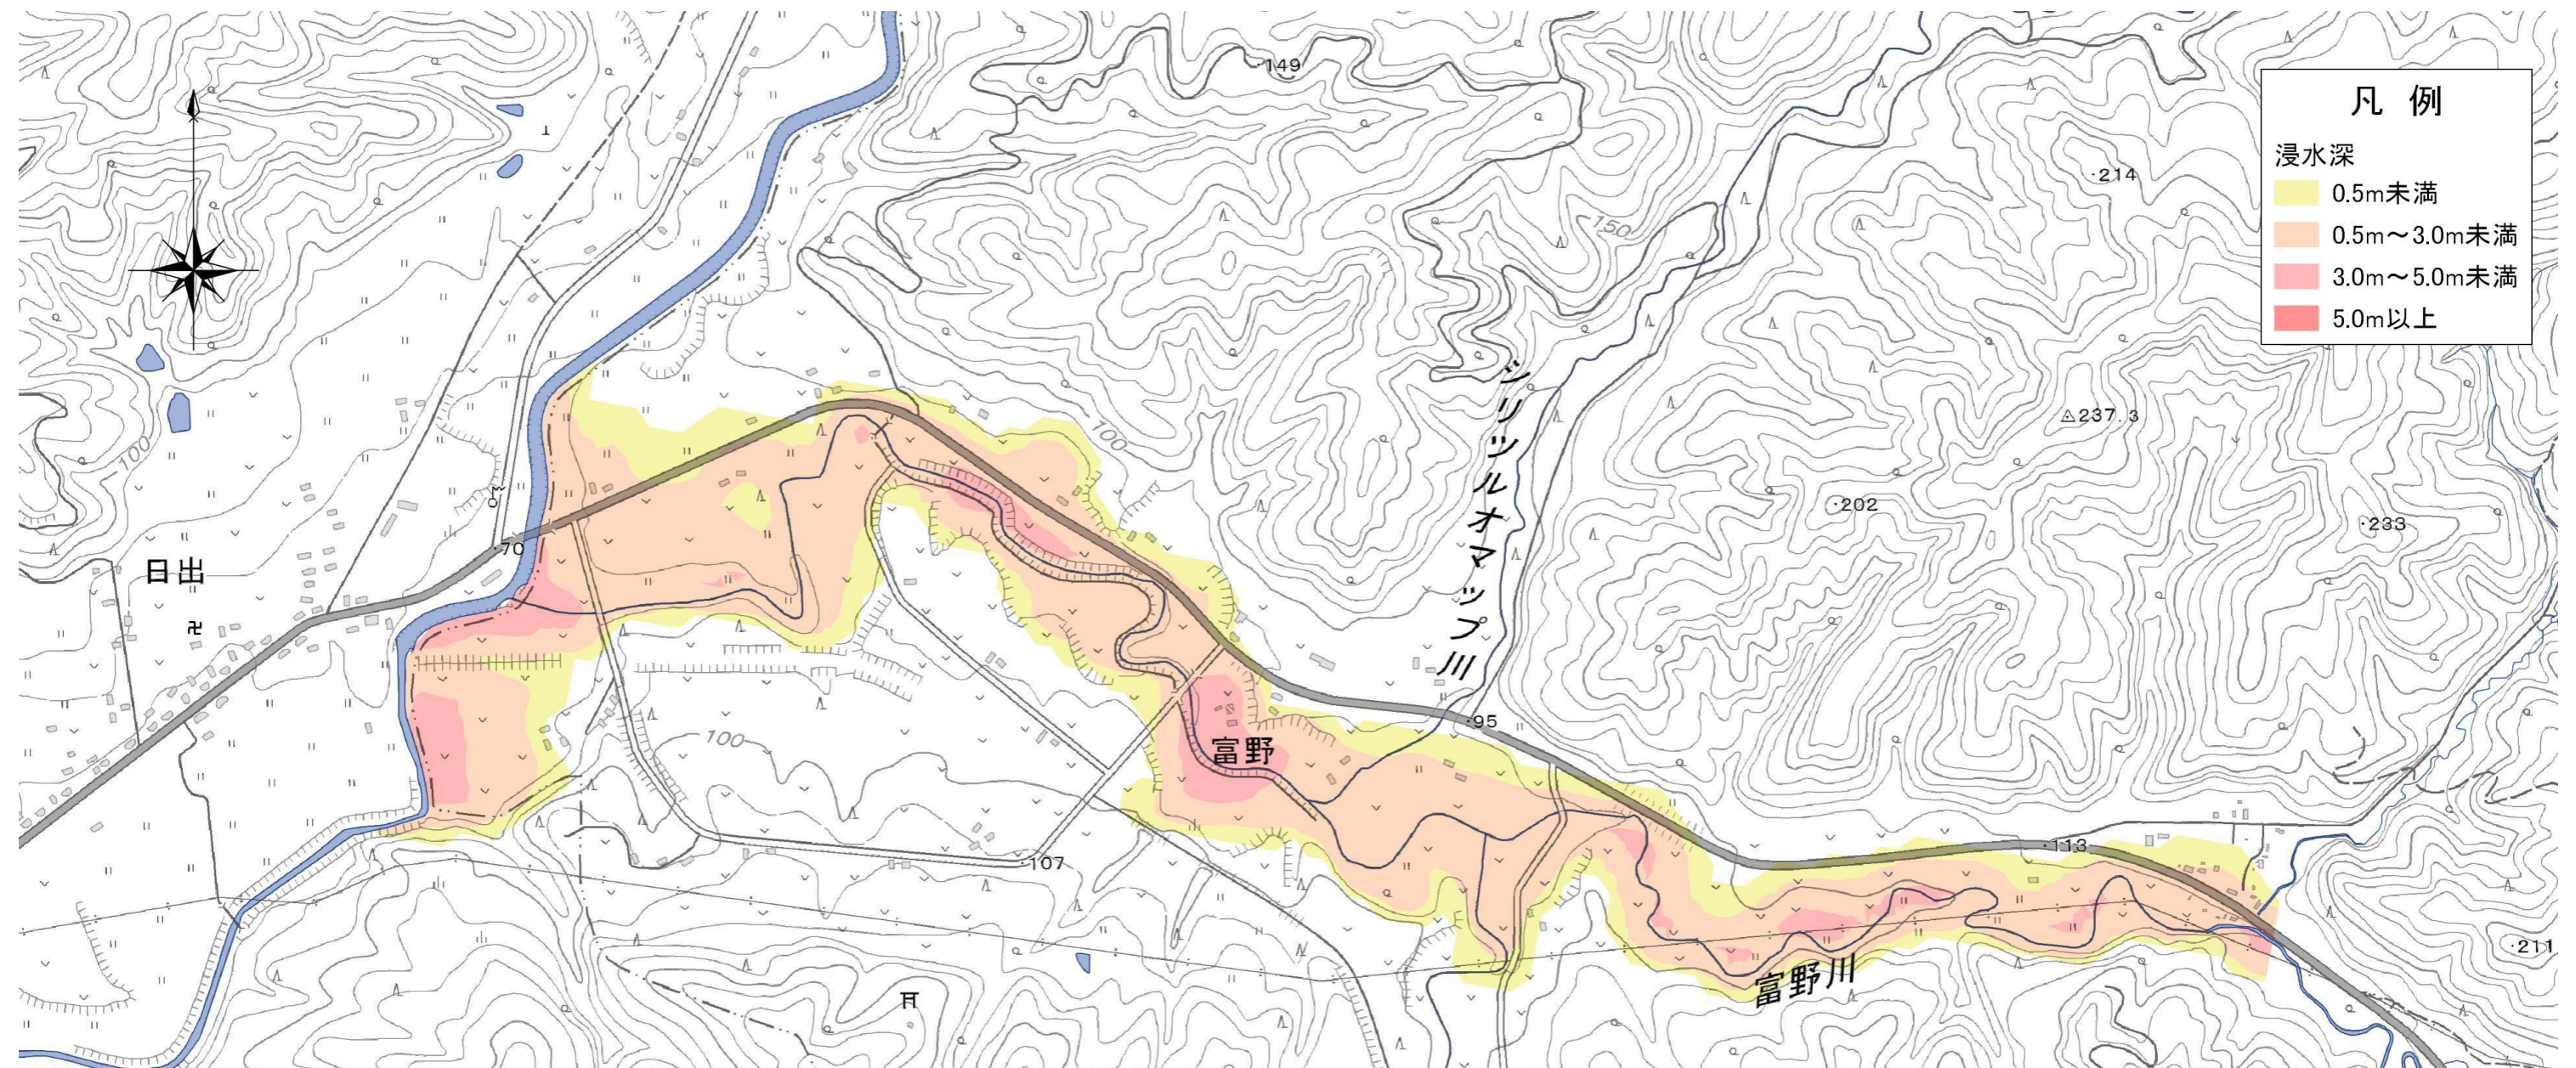 凡 例
浸水深
0.5m未満
0.5m～3.0m未満
3.0m～5.0m未満
5.0m以上
149
214
150
237.3
100
100
202
233
シリツルオマップ川
70
日出
卍
95
富野
100
107
113
211
富野川